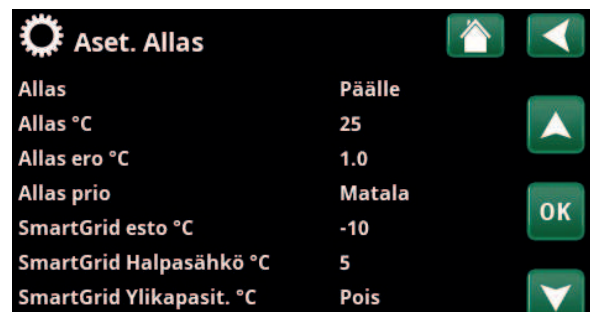 Aset. Allas
Allas Päälle
Allas °C 25
Allas ero °C 1.0
Allas prio Matala
SmartGrid esto °C -10
OK
SmartGrid Halpasähkö °C 5
SmartGrid Ylikapasit. °C Pois